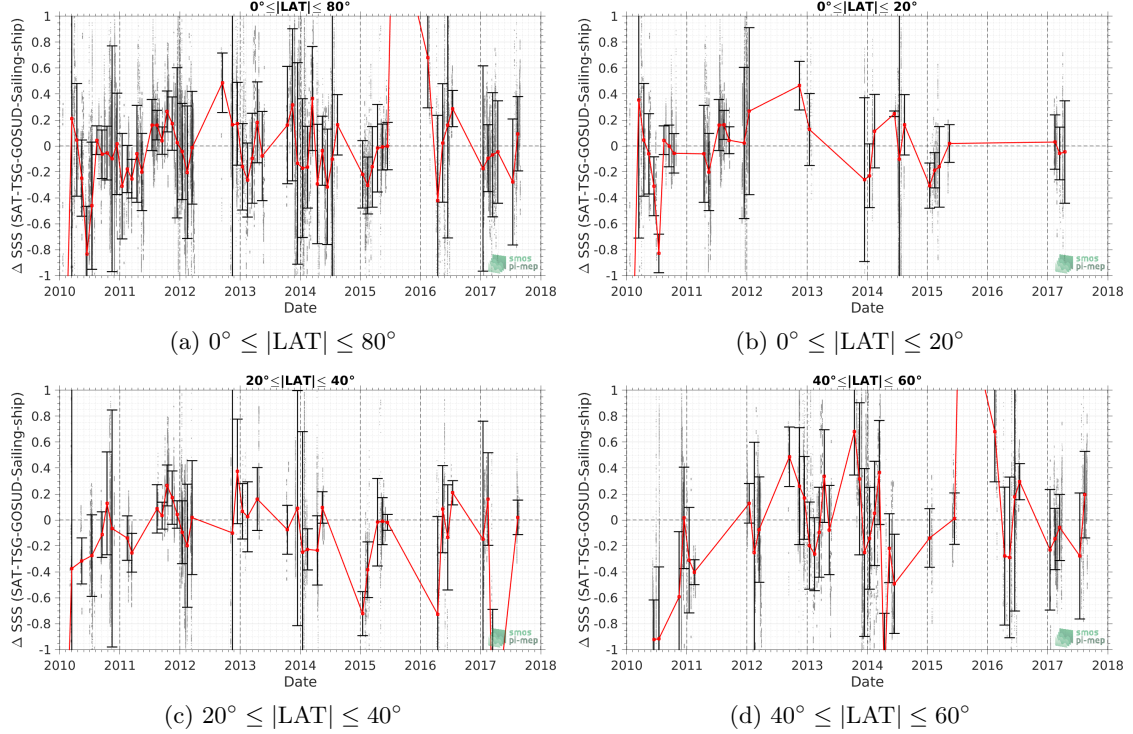 0°≤|LAT|≤ 80°
Δ SSS (SAT-TSG-GOSUD-Sailing-ship)
1
0.8
0.6
0.4
0.2
0
-0.2
-0.4
-0.6
-0.8
-1
2010 2011 2012 2013 2014 2015 2016 2017 2018
Date
smos
pi-mep
(a) 0° ≤ |LAT| ≤ 80°
0°≤|LAT|≤ 20°
Δ SSS (SAT-TSG-GOSUD-Sailing-ship)
1
0.8
0.6
0.4
0.2
0
-0.2
-0.4
-0.6
-0.8
-1
2010 2011 2012 2013 2014 2015 2016 2017 2018
Date
smos
pi-mep
(b) 0° ≤ |LAT| ≤ 20°
20°≤|LAT|≤ 40°
Δ SSS (SAT-TSG-GOSUD-Sailing-ship)
1
0.8
0.6
0.4
0.2
0
-0.2
-0.4
-0.6
-0.8
-1
2010 2011 2012 2013 2014 2015 2016 2017 2018
Date
smos
pi-mep
(c) 20° ≤ |LAT| ≤ 40°
40°≤|LAT|≤ 60°
Δ SSS (SAT-TSG-GOSUD-Sailing-ship)
1
0.8
0.6
0.4
0.2
0
-0.2
-0.4
-0.6
-0.8
-1
2010 2011 2012 2013 2014 2015 2016 2017 2018
Date
smos
pi-mep
(d) 40° ≤ |LAT| ≤ 60°